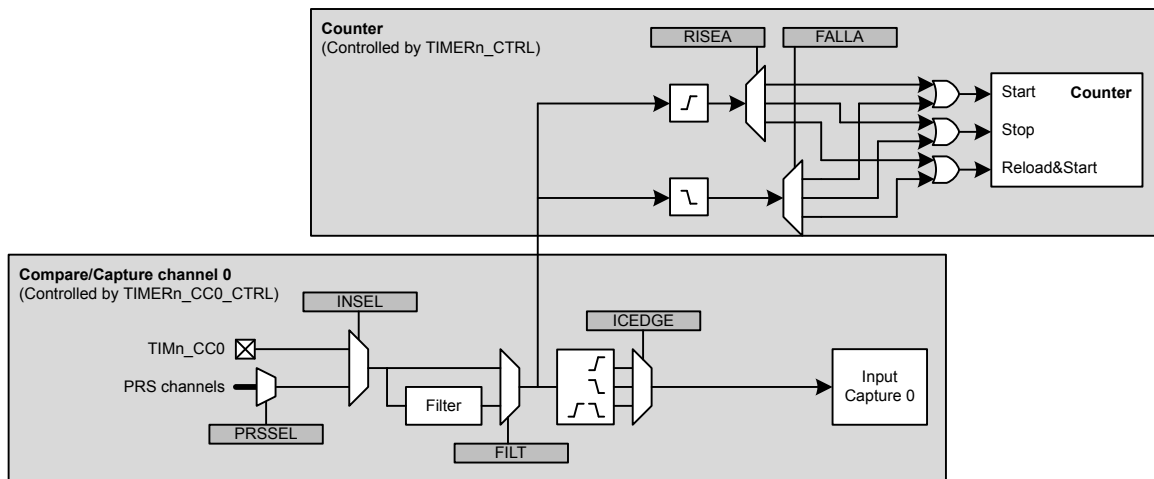 Counter
(Controlled by TIMERn_CTRL)
RISEA
FALLA
Start
Counter
Stop
Reload&Start
Compare/Capture channel 0
(Controlled by TIMERn_CC0_CTRL)
INSEL
ICEDGE
TIMn_CC0
PRS channels
Filter
Input
Capture 0
PRSSEL
FILT